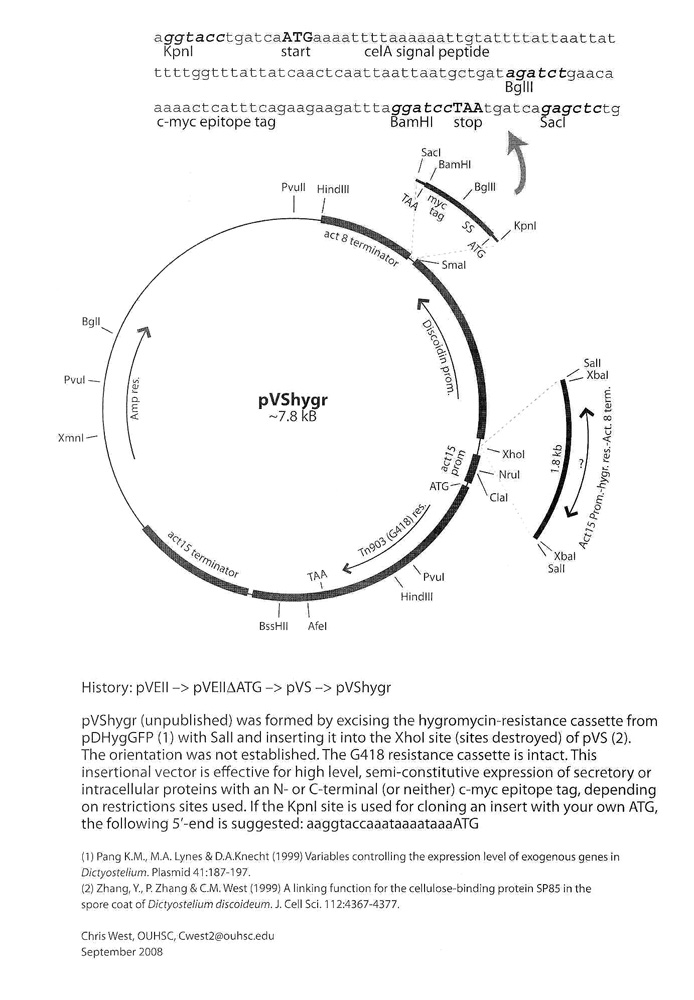 aggtacctgatcaATGaaaattttaaaaaattgtattttattaattat
KpnI start celA signal peptide
ttttggtttattatcaactcaattaattaatgctgatagatctgaaca
BglII
aaaactcatttcagaagaagatttaggatccTAAtgatcagagctctg
c-myc epitope tag BamHI stop SacI
SacI
BamHI
BglII
KpnI
TAA
myc tag
SS
ATG
PvuII HindIII
act 8 terminator
SmaI
BglI
Discoidin prom.
PvuI
Amp res.
XmnI
pVShygr
~7.8 kB
SalI
XbaI
1.8 kb
?
Act15 Prom.-hygr. res.-Act. 8 term.
XbaI
SalI
act15 prom
XhoI
NruI
ATG
ClaI
Tn903 (G418) res.
act15 terminator
TAA
PvuI
HindIII
BssHII AfeI
History: pVEII –> pVEIIΔATG –> pVS –> pVShygr
pVShygr (unpublished) was formed by excising the hygromycin-resistance cassette from
pDHygGFP (1) with SalI and inserting it into the XhoI site (sites destroyed) of pVS (2).
The orientation was not established. The G418 resistance cassette is intact. This
insertional vector is effective for high level, semi-constitutive expression of secretory or
intracellular proteins with an N- or C-terminal (or neither) c-myc epitope tag, depending
on restrictions sites used. If the KpnI site is used for cloning an insert with your own ATG,
the following 5'-end is suggested: aaggtaccaaataaaataaaATG
(1) Pang K.M., M.A. Lynes & D.A.Knecht (1999) Variables controlling the expression level of exogenous genes in
Dictyostelium. Plasmid 41:187-197.
(2) Zhang, Y., P. Zhang & C.M. West (1999) A linking function for the cellulose-binding protein SP85 in the
spore coat of Dictyostelium discoideum. J. Cell Sci. 112:4367-4377.
Chris West, OUHSC, Cwest2@ouhsc.edu
September 2008